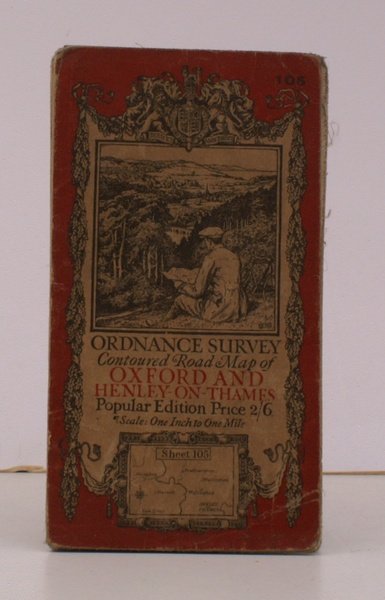 105
ORDNANCE SURVEY
Contoured Road Map of
OXFORD AND
HENLEY-ON-THAMES
Popular Edition Price 2/6
Scale: One Inch to One Mile
Sheet 105